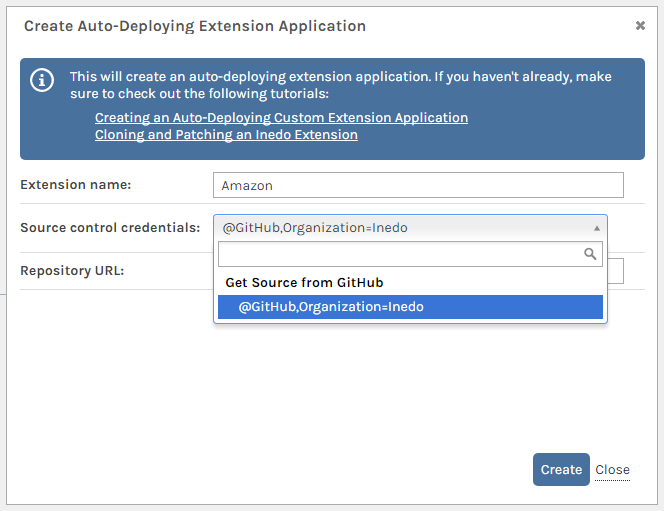 Create Auto-Deploying Extension Application
This will create an auto-deploying extension application. If you haven't already, make
sure to check out the following tutorials:
Creating an Auto-Deploying Custom Extension Application
Cloning and Patching an Inedo Extension
Extension name:
Amazon
Source control credentials:
@GitHub,Organization=Inedo
Repository URL:
Get Source from GitHub
@GitHub,Organization=Inedo
Create
Close